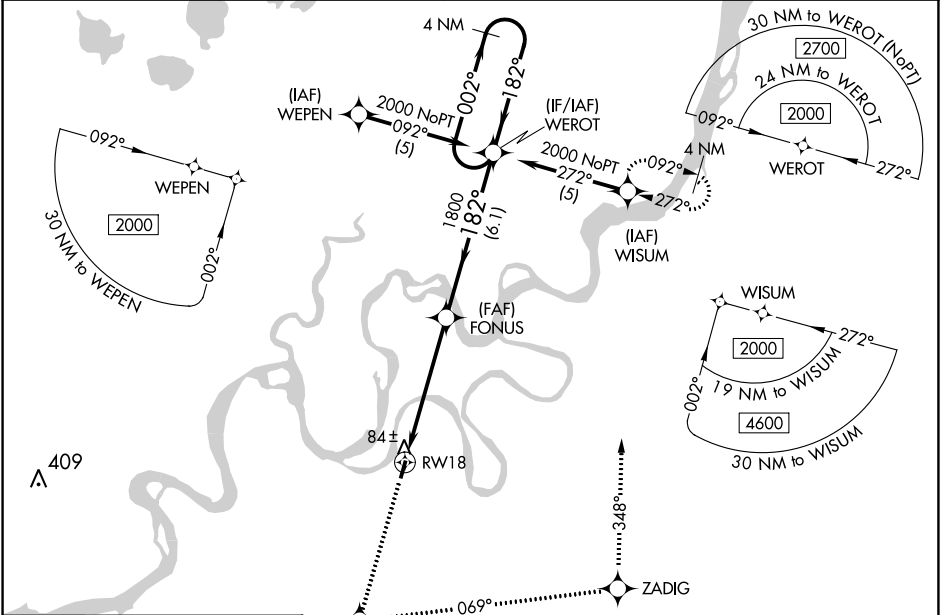 4 NM
002°
182°
(IAF)
WEPEN
2000 NoPT
092°
(5)
(IF/IAF)
WEROT
2000 NoPT
272°
(5)
092°
4 NM
272°
(IAF)
WISUM
30 NM to WEROT (NoPT)
2700
24 NM to WEROT
2000
092°
WEROT
272°
092°
WEPEN
2000
002°
30 NM to WEPEN
1800
182°
(6.1)
(FAF)
FONUS
WISUM
272°
2000
19 NM to WISUM
002°
4600
30 NM to WISUM
84±
RW18
409
348°
ZADIG
069°